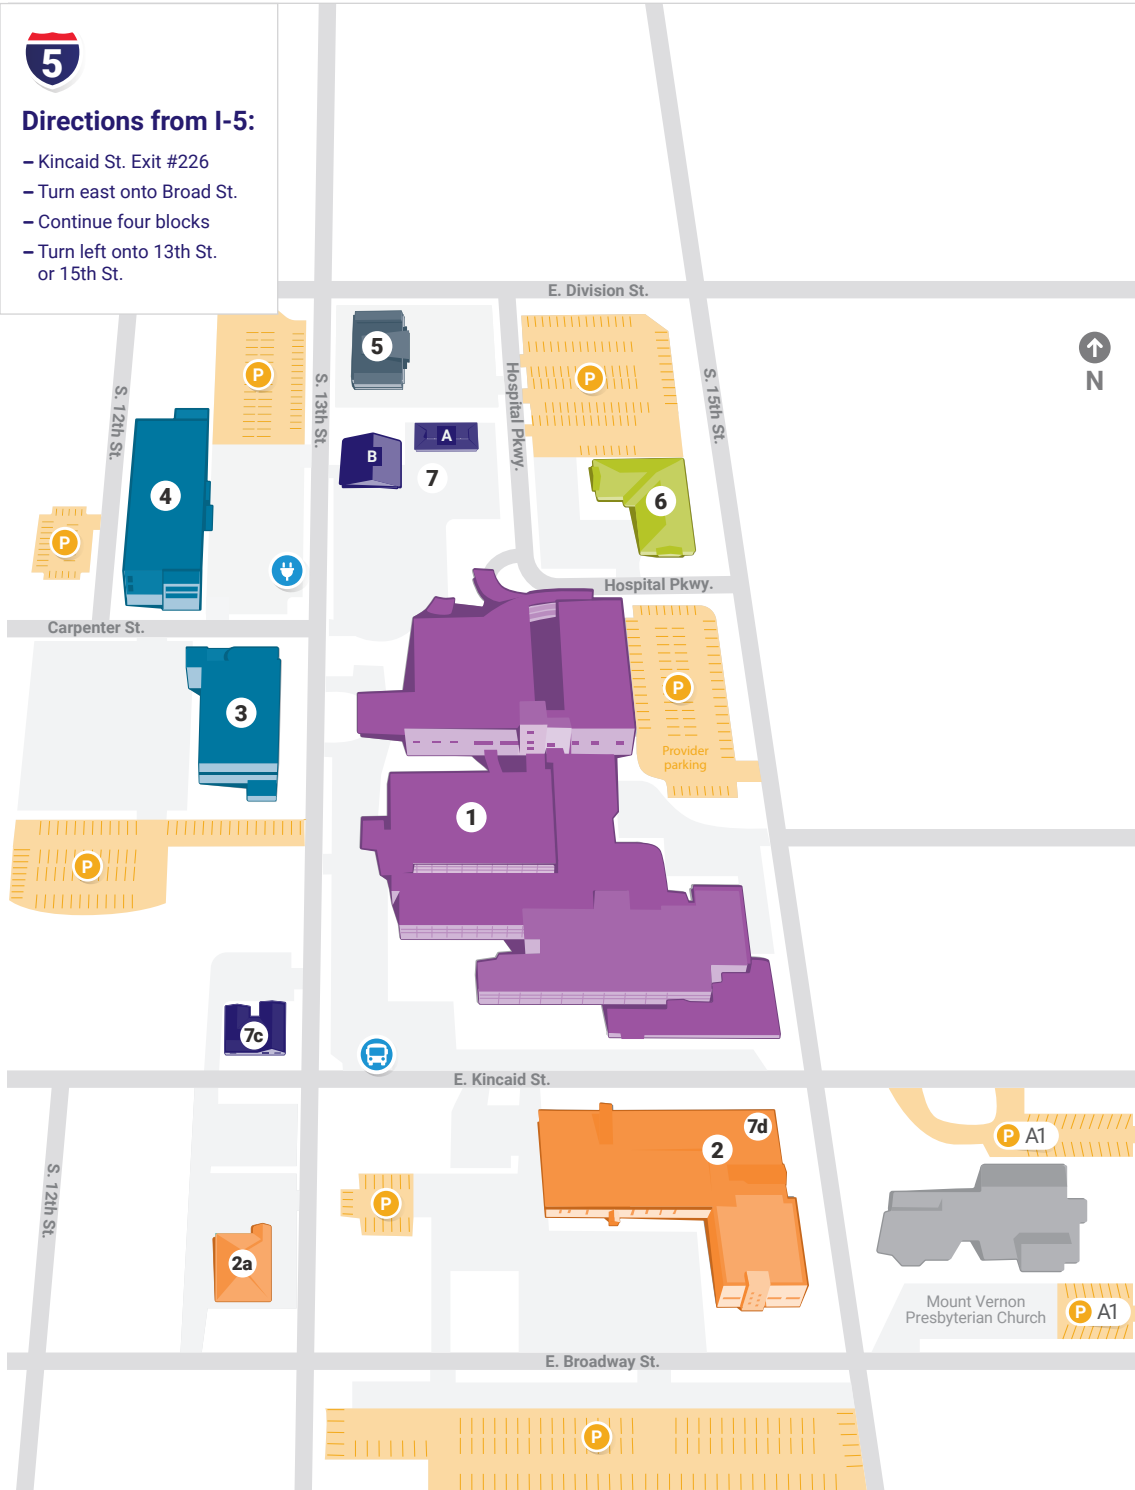 5
Directions from I-5:
– Kincaid St. Exit #226
– Turn east onto Broad St.
– Continue four blocks
– Turn left onto 13th St.
or 15th St.
E. Division St.
5
P
P
N
S. 12th St.
S. 13th St.
Hospital Pkwy.
S. 15th St.
A
B
7
4
6
P
Hospital Pkwy.
Carpenter St.
3
P
Provider
parking
1
P
7c
E. Kincaid St.
7d
2
P A1
S. 12th St.
P
2a
Mount Vernon
Presbyterian Church
P A1
E. Broadway St.
P